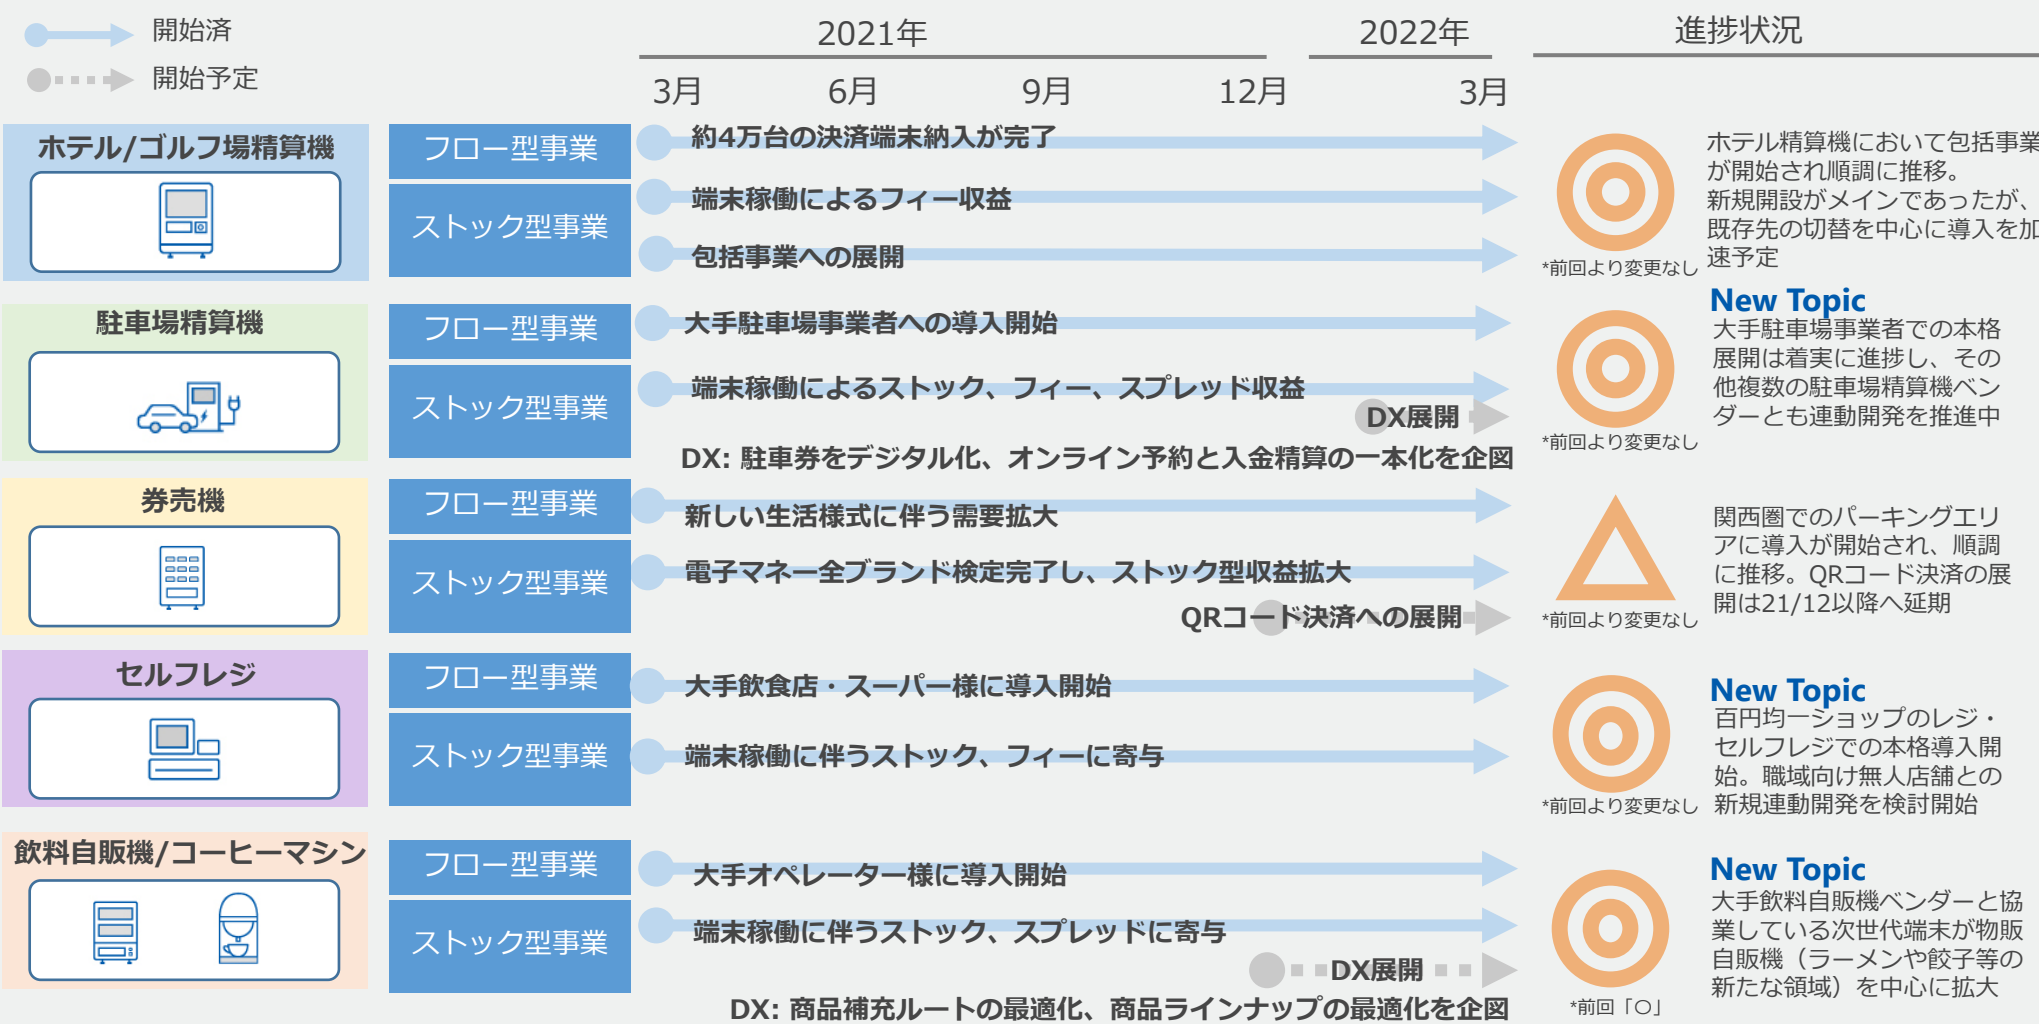 開始済
開始予定
2021年
2022年
進捗状況
3月
6月
9月
12月
3月
ホテル/ゴルフ場精算機
フロー型事業
約4万台の決済端末納入が完了
ストック型事業
端末稼働によるフィー収益
包括事業への展開
*前回より変更なし
ホテル精算機において包括事業
が開始され順調に推移。
新規開設がメインであったが、
既存先の切替を中心に導入を加
速予定
駐車場精算機
フロー型事業
大手駐車場事業者への導入開始
ストック型事業
端末稼働によるストック、フィー、スプレッド収益
DX展開
DX: 駐車券をデジタル化、オンライン予約と入金精算の一本化を企図
*前回より変更なし
New Topic
大手駐車場事業者での本格
展開は着実に進捗し、その
他複数の駐車場精算機ベン
ダーとも連動開発を推進中
券売機
フロー型事業
新しい生活様式に伴う需要拡大
ストック型事業
電子マネー全ブランド検定完了し、ストック型収益拡大
QRコード決済への展開
*前回より変更なし
関西圏でのパーキングエリ
アに導入が開始され、順調
に推移。QRコード決済の展
開は21/12以降へ延期
セルフレジ
フロー型事業
大手飲食店・スーパー様に導入開始
ストック型事業
端末稼働に伴うストック、フィーに寄与
*前回より変更なし
New Topic
百円均一ショップのレジ・
セルフレジでの本格導入開
始。職域向け無人店舗との
新規連動開発を検討開始
飲料自販機/コーヒーマシン
フロー型事業
大手オペレーター様に導入開始
ストック型事業
端末稼働に伴うストック、スプレッドに寄与
DX展開
DX: 商品補充ルートの最適化、商品ラインナップの最適化を企図
*前回「〇」
New Topic
大手飲料自販機ベンダーと協
業している次世代端末が物販
自販機（ラーメンや餃子等の
新たな領域）を中心に拡大